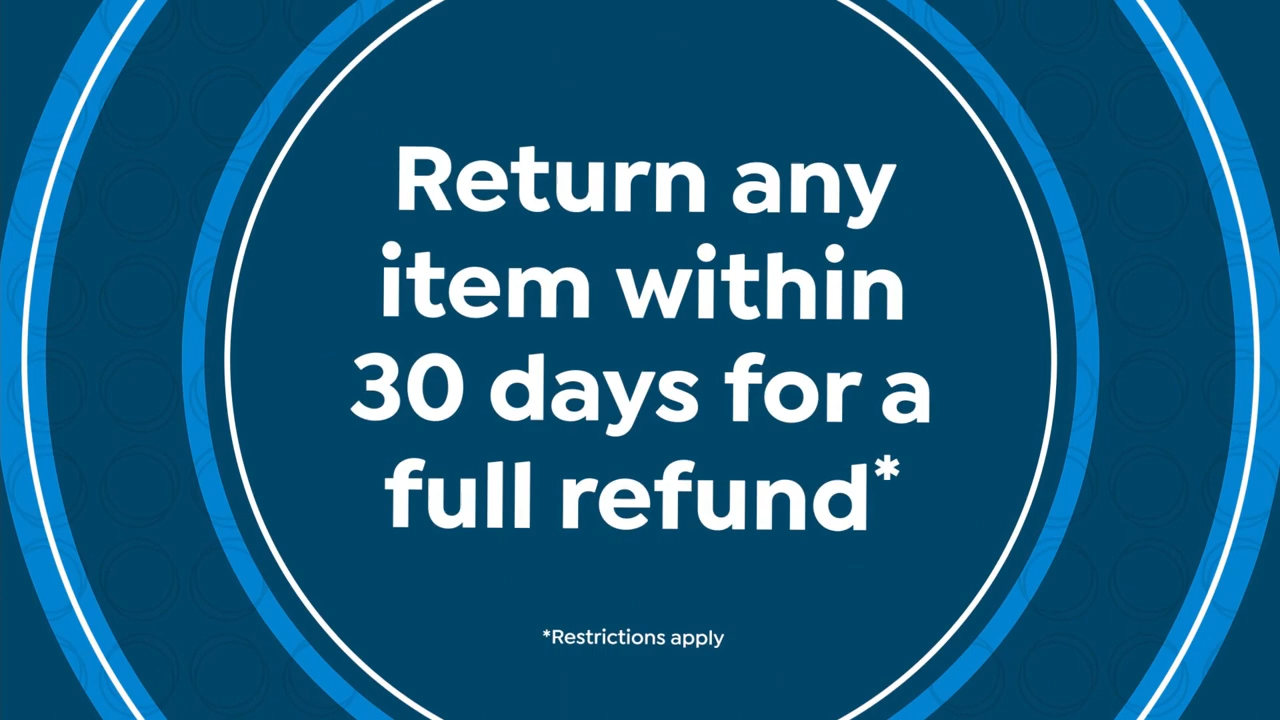 Return any
item within
30 days for a
full refund*
*Restrictions apply